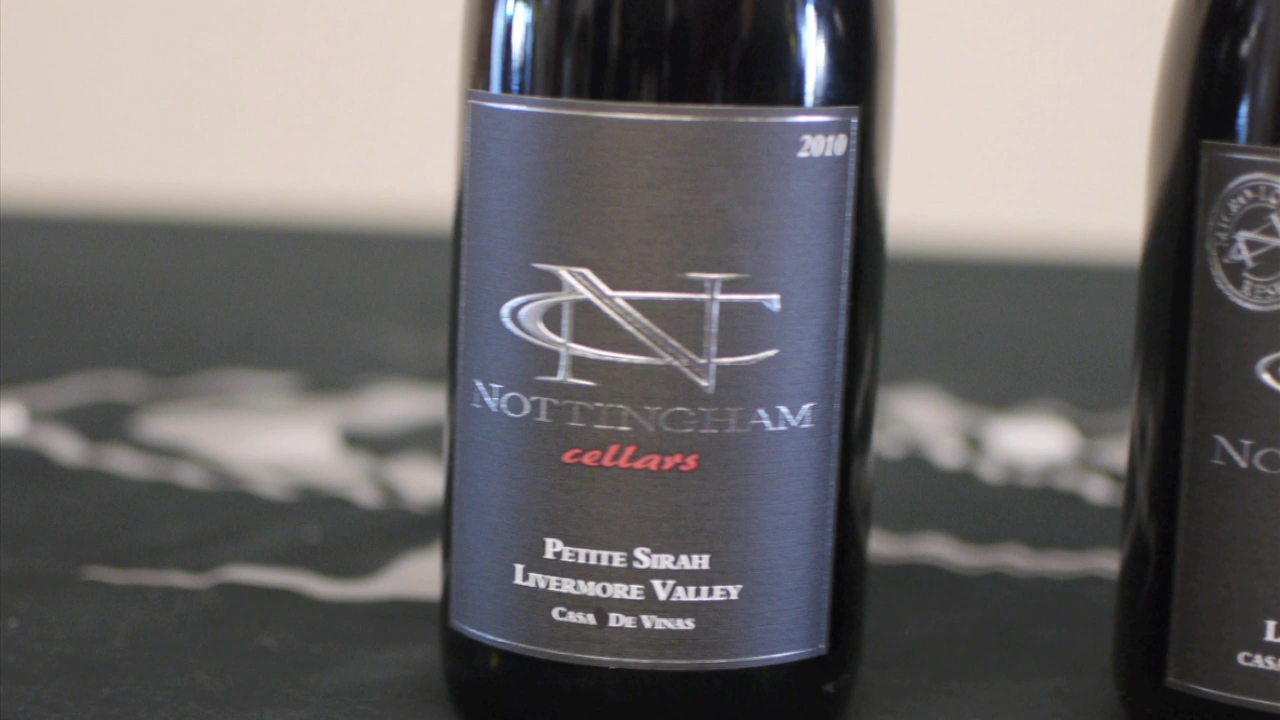 2010
NC
NOTTINGHAM
cellars
PETITE SIRAH
LIVERMORE VALLEY
CASA DE VINAS